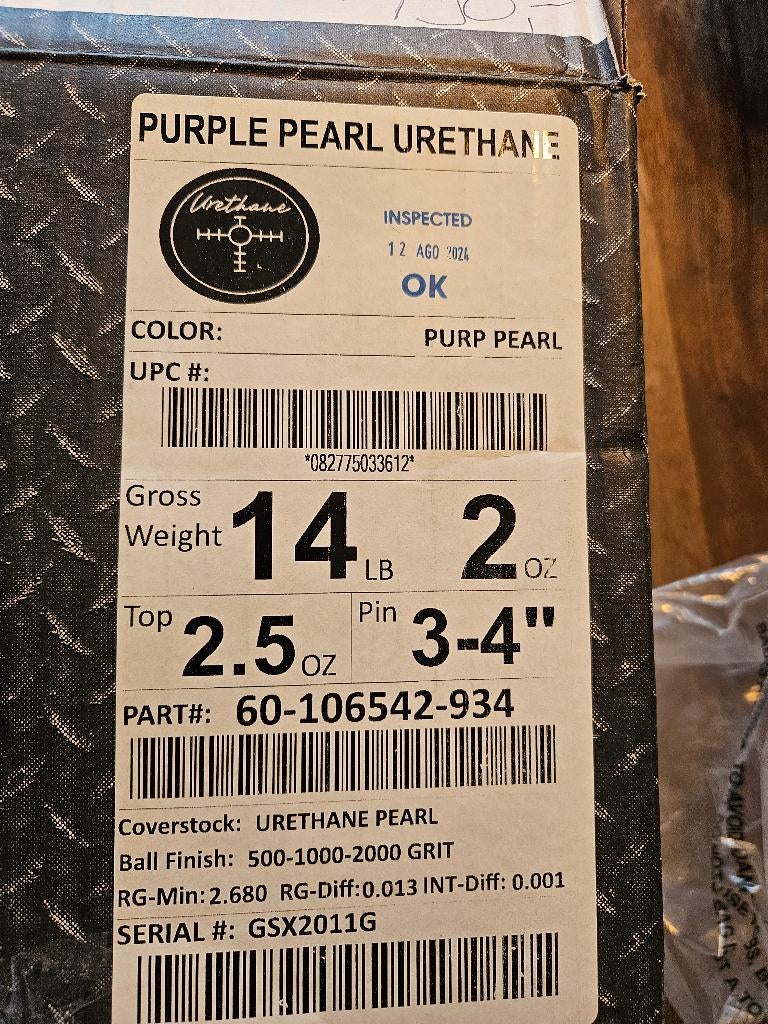 PURPLE PEARL URETHANE
Urethane
INSPECTED
12 AGO 2024
OK
COLOR: PURP PEARL
UPC #:
*082775033612*
Gross Weight 14 LB 2 OZ
Top 2.5 OZ Pin 3-4"
PART#: 60-106542-934
Coverstock: URETHANE PEARL
Ball Finish: 500-1000-2000 GRIT
RG-Min: 2.680 RG-Diff: 0.013 INT-Diff: 0.001
SERIAL #: GSX2011G
TO AVOID